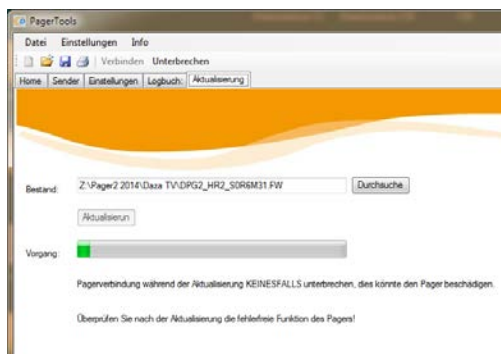 PagerTools
Datei Einstellungen Info
Verbinden Unterbrechen
Home Sender Einstellungen Logbuch: Aktualisierung
Bestand: Z:\Pager2 2014\Daza TV\DPG2_HR2_S0R6M31.FW Durchsuche
Aktualisierun
Vorgang:
Pagerverbindung während der Aktualisierung KEINESFALLS unterbrechen, dies könnte den Pager beschädigen.
Überprüfen Sie nach der Aktualisierung die fehlerfreie Funktion des Pagers!